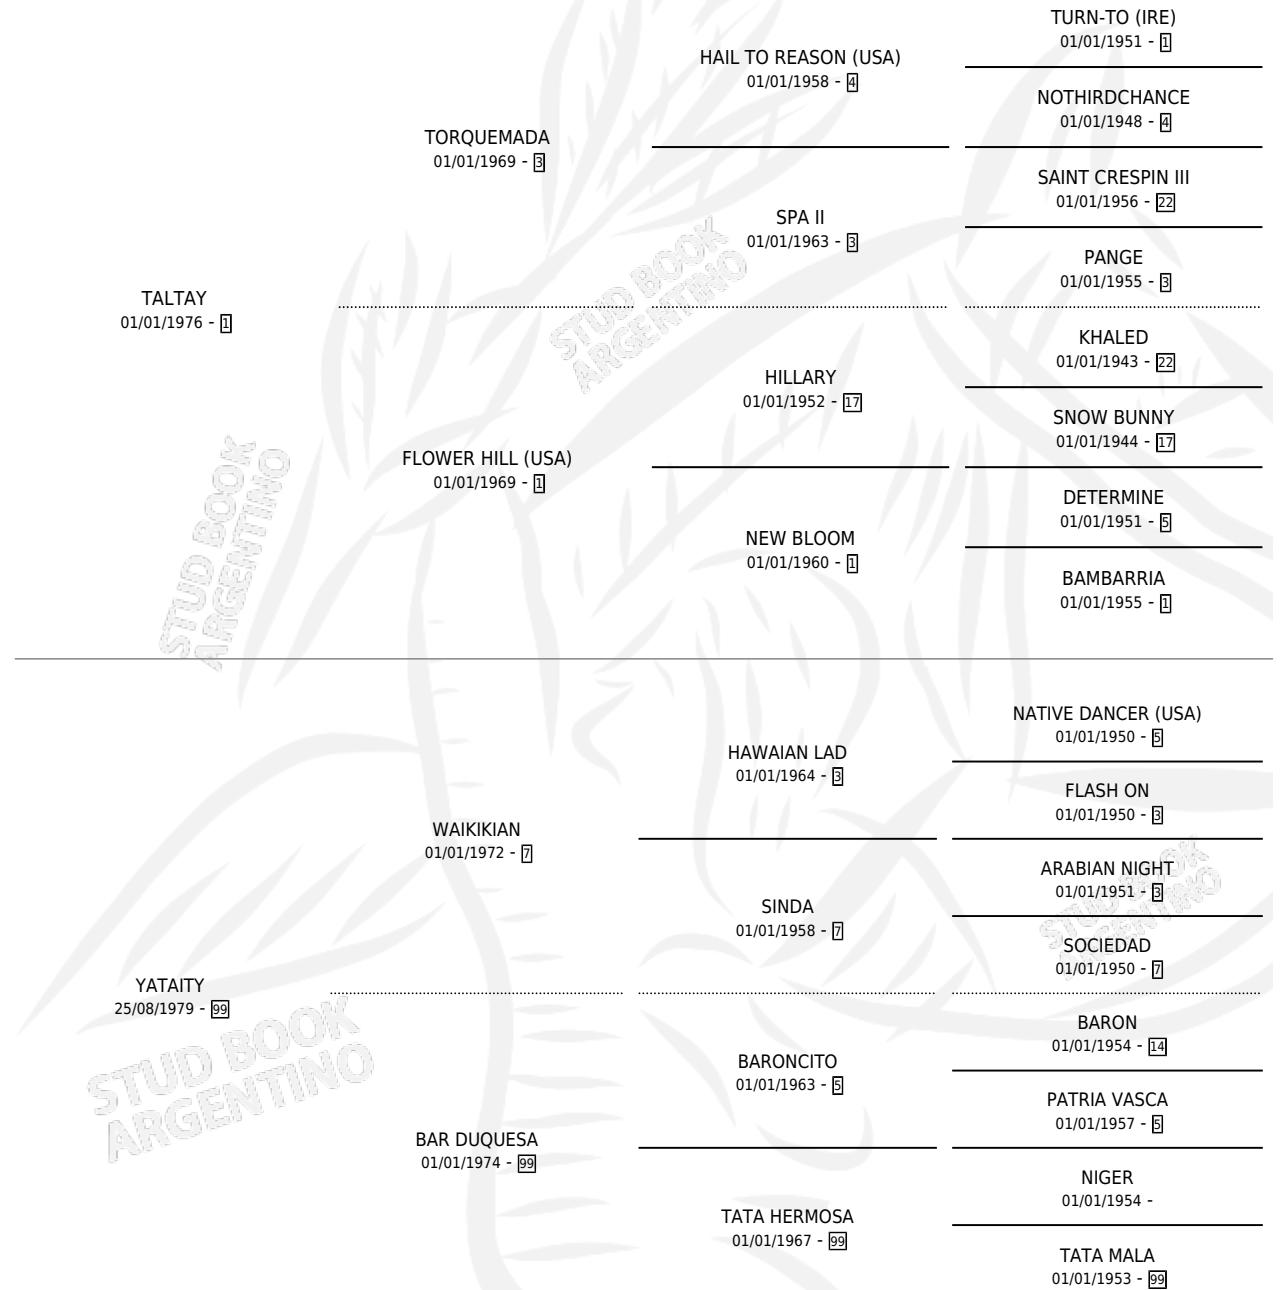 TURN-TO (IRE)
01/01/1951 - 1
HAIL TO REASON (USA)
01/01/1958 - 4
NOTHIRDCHANCE
01/01/1948 - 4
TORQUEMADA
01/01/1969 - 3
SAINT CRESPIN III
01/01/1956 - 22
SPA II
01/01/1963 - 3
PANGE
01/01/1955 - 3
TALTAY
01/01/1976 - 1
KHALED
01/01/1943 - 22
HILLARY
01/01/1952 - 17
SNOW BUNNY
01/01/1944 - 17
FLOWER HILL (USA)
01/01/1969 - 1
DETERMINE
01/01/1951 - 5
NEW BLOOM
01/01/1960 - 1
BAMBARRIA
01/01/1955 - 1
NATIVE DANCER (USA)
01/01/1950 - 5
HAWAIAN LAD
01/01/1964 - 3
FLASH ON
01/01/1950 - 3
WAIKIKIAN
01/01/1972 - 7
ARABIAN NIGHT
01/01/1951 - 3
SINDA
01/01/1958 - 7
SOCIEDAD
01/01/1950 - 7
YATAITY
25/08/1979 - 99
BARON
01/01/1954 - 14
BARONCITO
01/01/1963 - 5
PATRIA VASCA
01/01/1957 - 5
BAR DUQUESA
01/01/1974 - 99
NIGER
01/01/1954 -
TATA HERMOSA
01/01/1967 - 99
TATA MALA
01/01/1953 - 99
STUD BOOK
ARGENTINO
STUD BOOK
ARGENTINO
STUD BOOK
ARGENTINO
STUD BOOK
ARGENTINO